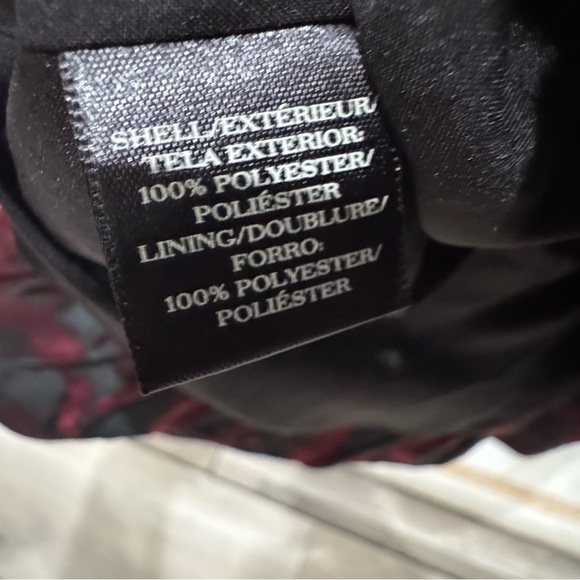 SHELL/EXTÉRIEUR/
TELA EXTERIOR:
100% POLYESTER/
POLIÉSTER
LINING/DOUBLURE/
FORRO:
100% POLYESTER/
POLIÉSTER